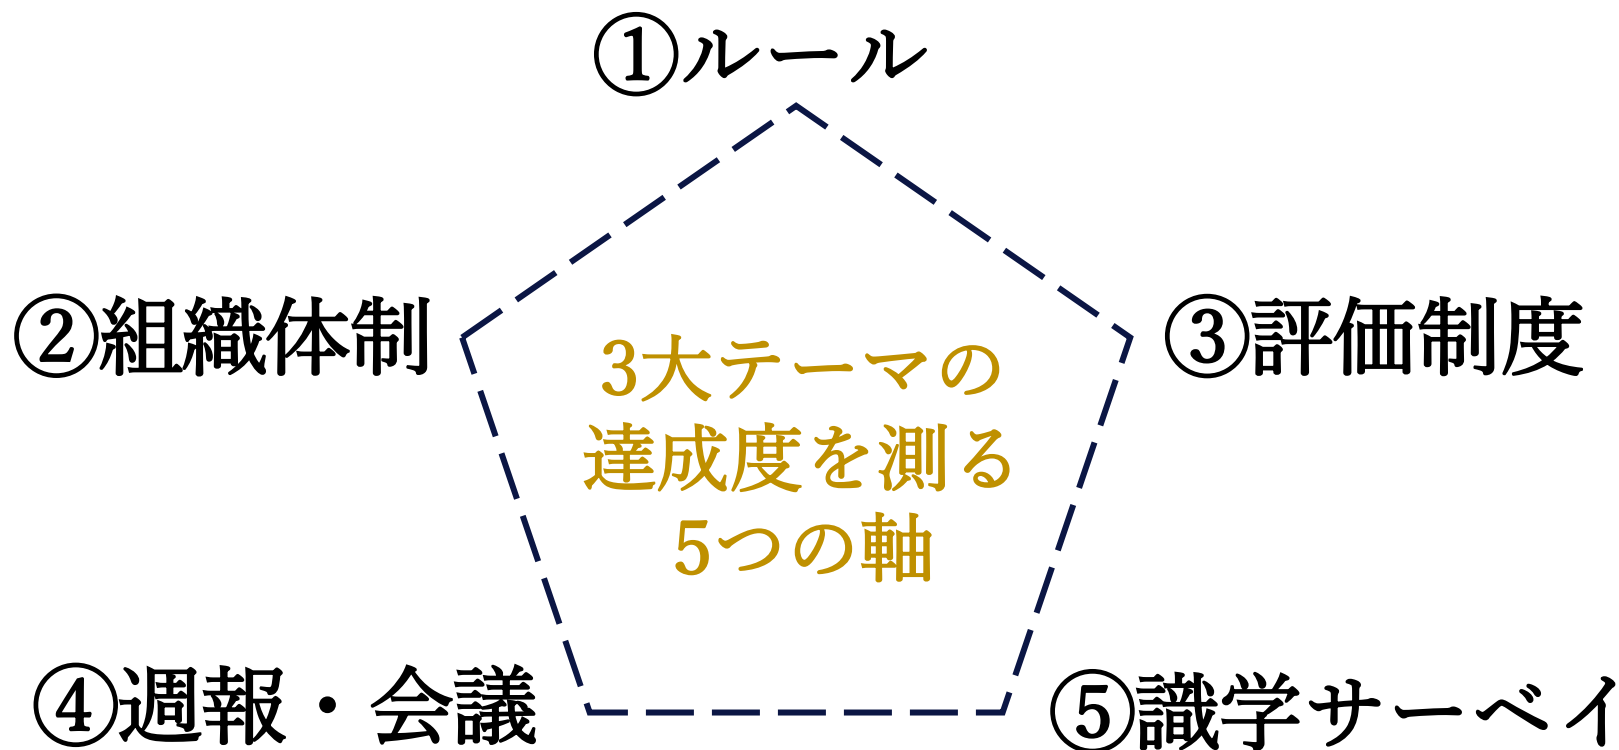 ①ルール
②組織体制
③評価制度
3大テーマの
達成度を測る
5つの軸
④週報・会議
⑤識学サーベイ